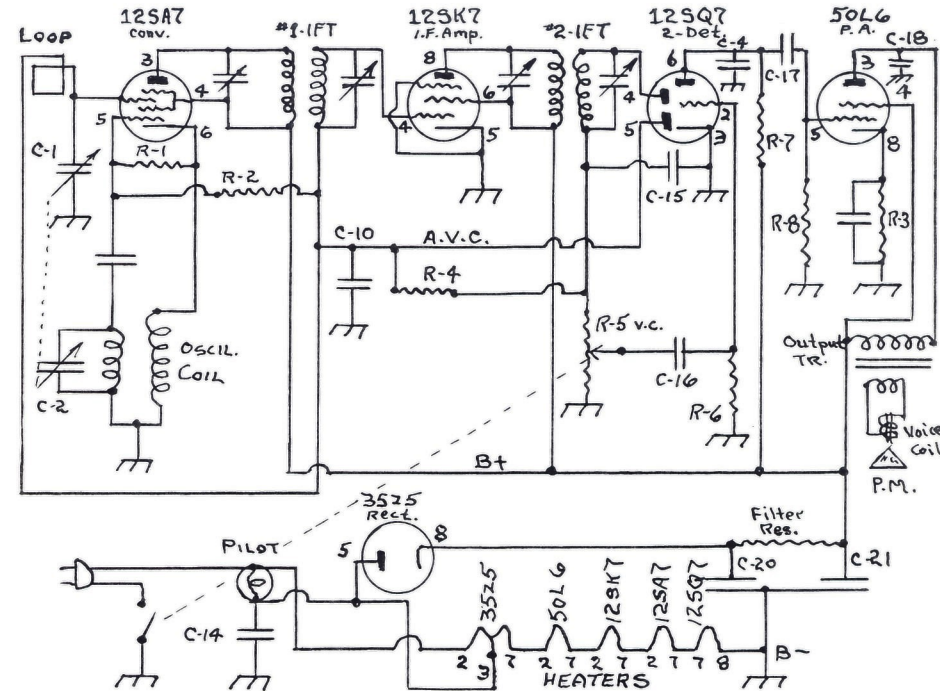 LOOP
12SA7
Conv.
#1-IFT
12SK7
I.F. Amp.
#2-IFT
12SQ7
2-Det.
C-4
50L6
P.A.
C-18
3
4
5
6
8
4
6
5
6
4
5
2
3
C-17
3
4
5
8
C-1
R-1
R-2
C-15
R-7
R-8
R-3
C-10
A.V.C.
R-4
R-5 V.C.
C-16
R-6
OSCIL.
COIL
C-2
Output
TR.
Voice
Coil
P.M.
B+
35Z5
Rect.
5
8
Filter
Res.
PILOT
C-20
C-21
C-14
35Z5
50L6
12SK7
12SA7
12SQ7
2
3
7
2
7
2
7
2
7
7
8
B-
HEATERS